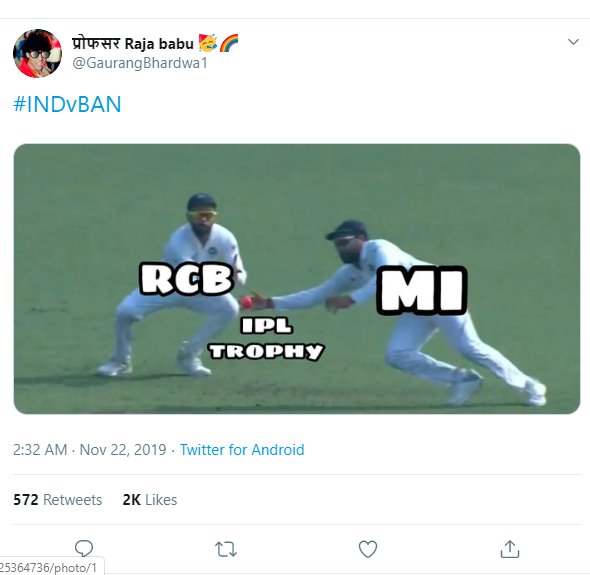 प्रोफसर Raja babu 🥳🌈
@GaurangBhardwa1
#INDvBAN
RCB
MI
IPL
TROPHY
2:32 AM · Nov 22, 2019 · Twitter for Android
572 Retweets 2K Likes
25364736/photo/1